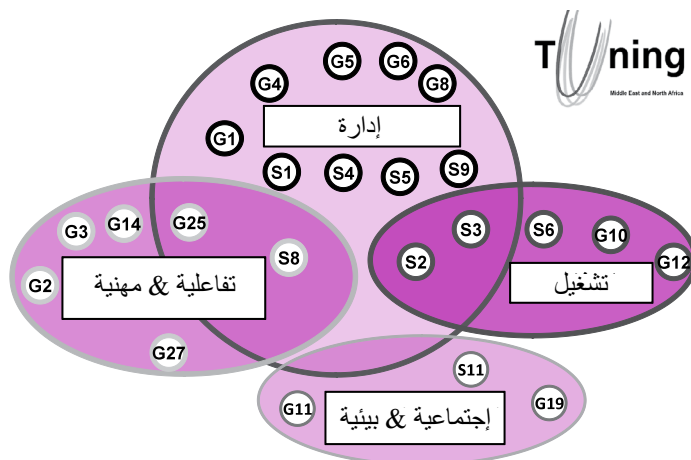 Tuning
Middle East and North Africa
G5
G6
G4
G8
إدارة
G1
S1
S4
S5
S9
G3
G14
G25
S3
S6
G10
S8
S2
G12
G2
تفاعلية & مهنية
تشغيل
G27
S11
G11
G19
إجتماعية & بيئية